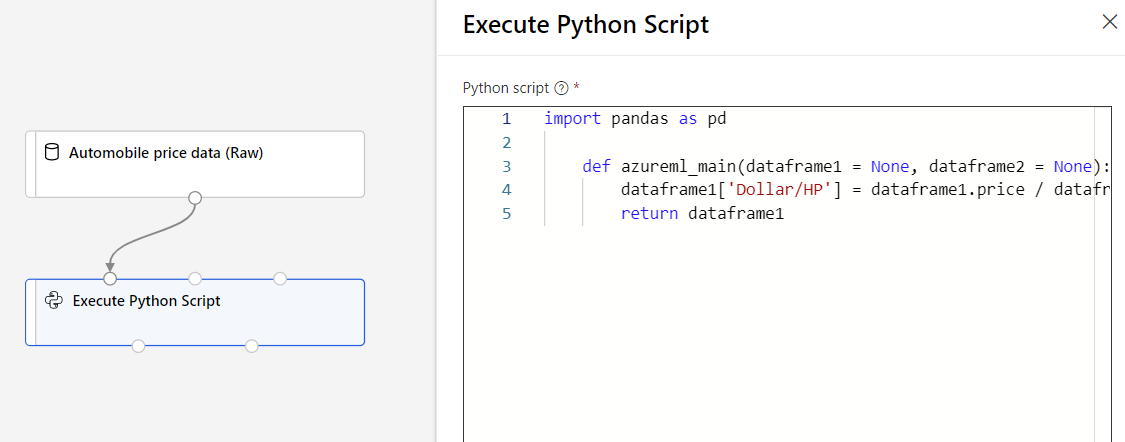 Execute Python Script
Python script ? *
Automobile price data (Raw)
Execute Python Script
1 import pandas as pd
2
3 def azureml_main(dataframe1 = None, dataframe2 = None):
4 dataframe1['Dollar/HP'] = dataframe1.price / datafr
5 return dataframe1